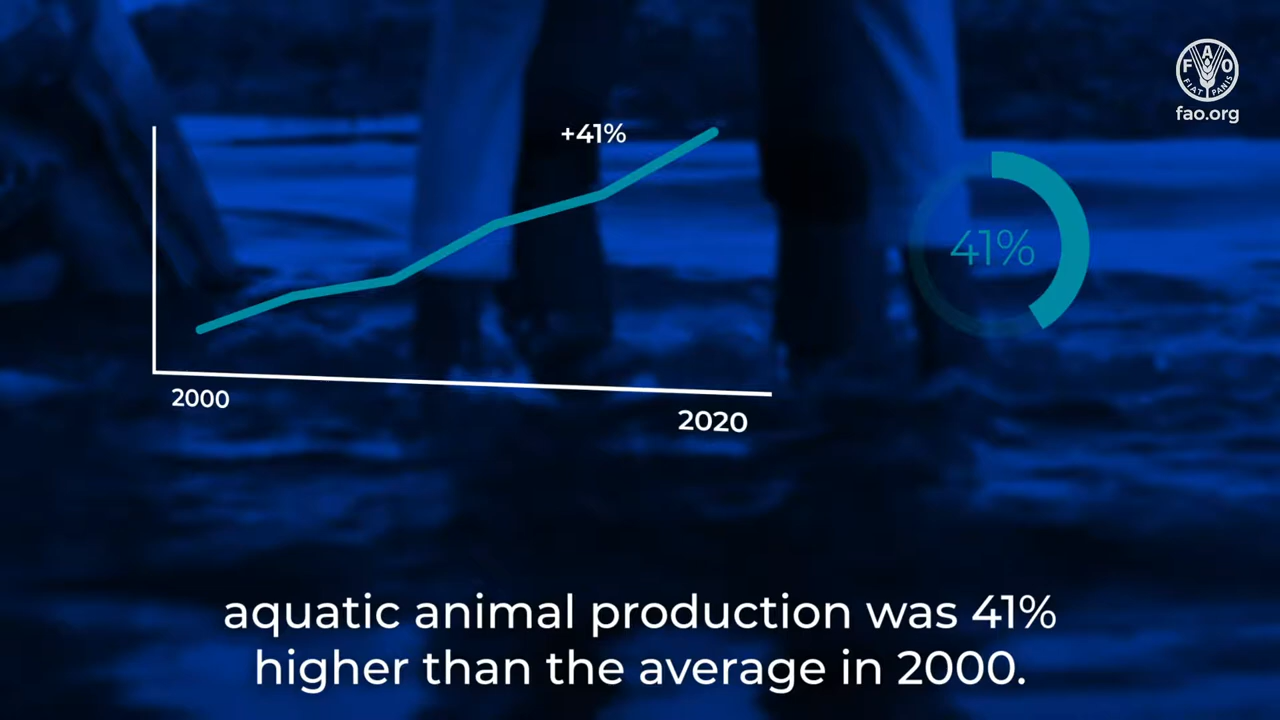 FAO
FIAT PANIS
fao.org
+41%
41%
2000
2020
aquatic animal production was 41%
higher than the average in 2000.